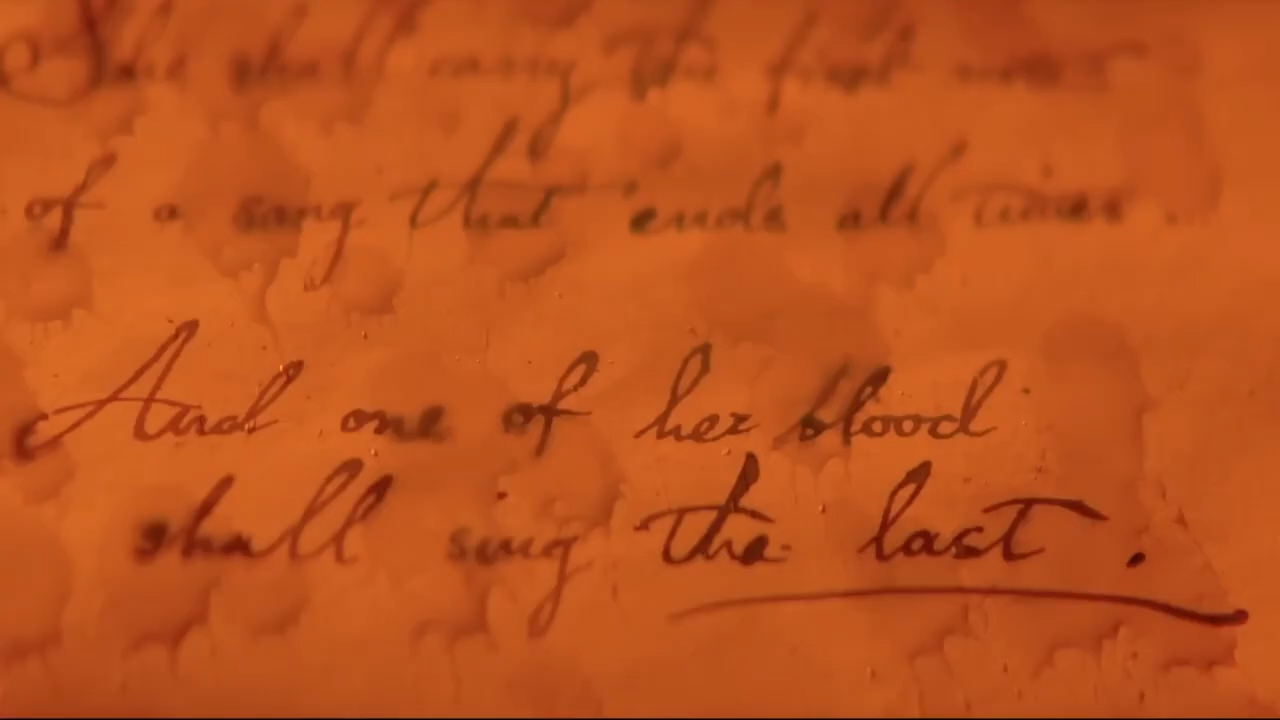 She shall carry the first
of a song that ends all times
And one of her blood
shall sing the last.